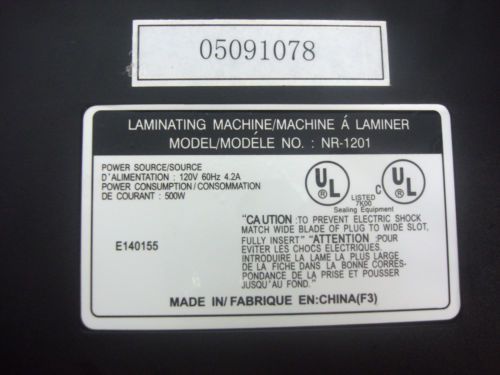 05091078
LAMINATING MACHINE/MACHINE Á LAMINER
MODEL/MODÉLE NO. : NR-1201
POWER SOURCE/SOURCE
D'ALIMENTATION : 120V 60Hz 4.2A
POWER CONSUMPTION/CONSOMMATION
DE COURANT : 500W
UL
LISTED
7K00
Sealing Equipment
C UL
E140155
"CAUTION : TO PREVENT ELECTRIC SHOCK
MATCH WIDE BLADE OF PLUG TO WIDE SLOT,
FULLY INSERT" "ATTENTION :POUR
EVITER LES CHOCS ELECTRIQUES.
INTRODUIRE LA LAME LA PLUS LARGE
DE LA FICHE DANS LA BONNE CORRES-
PONDANCE DE LA PRISE ET POUSSER
JUSQU'AU FOND."
MADE IN/FABRIQUE EN:CHINA(F3)